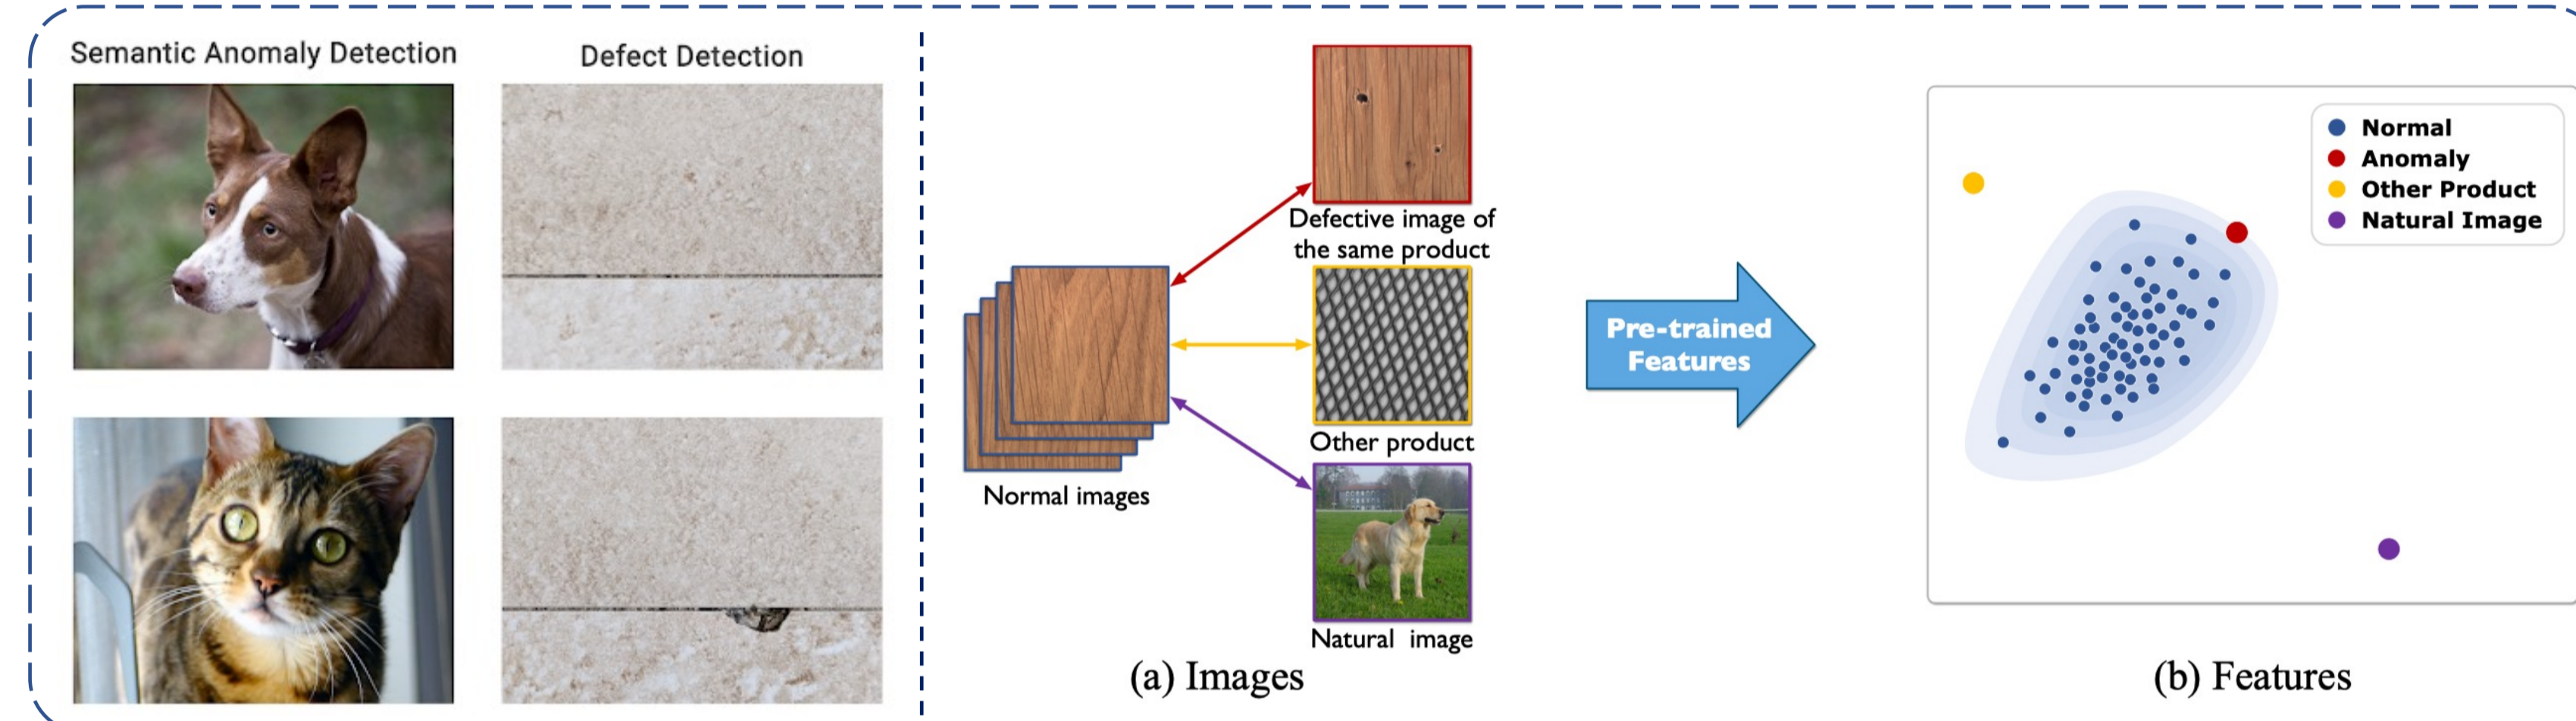 Semantic Anomaly Detection
Defect Detection
Defective image of
the same product
Normal images
Other product
Natural image
(a) Images
Pre-trained
Features
Normal
Anomaly
Other Product
Natural Image
(b) Features